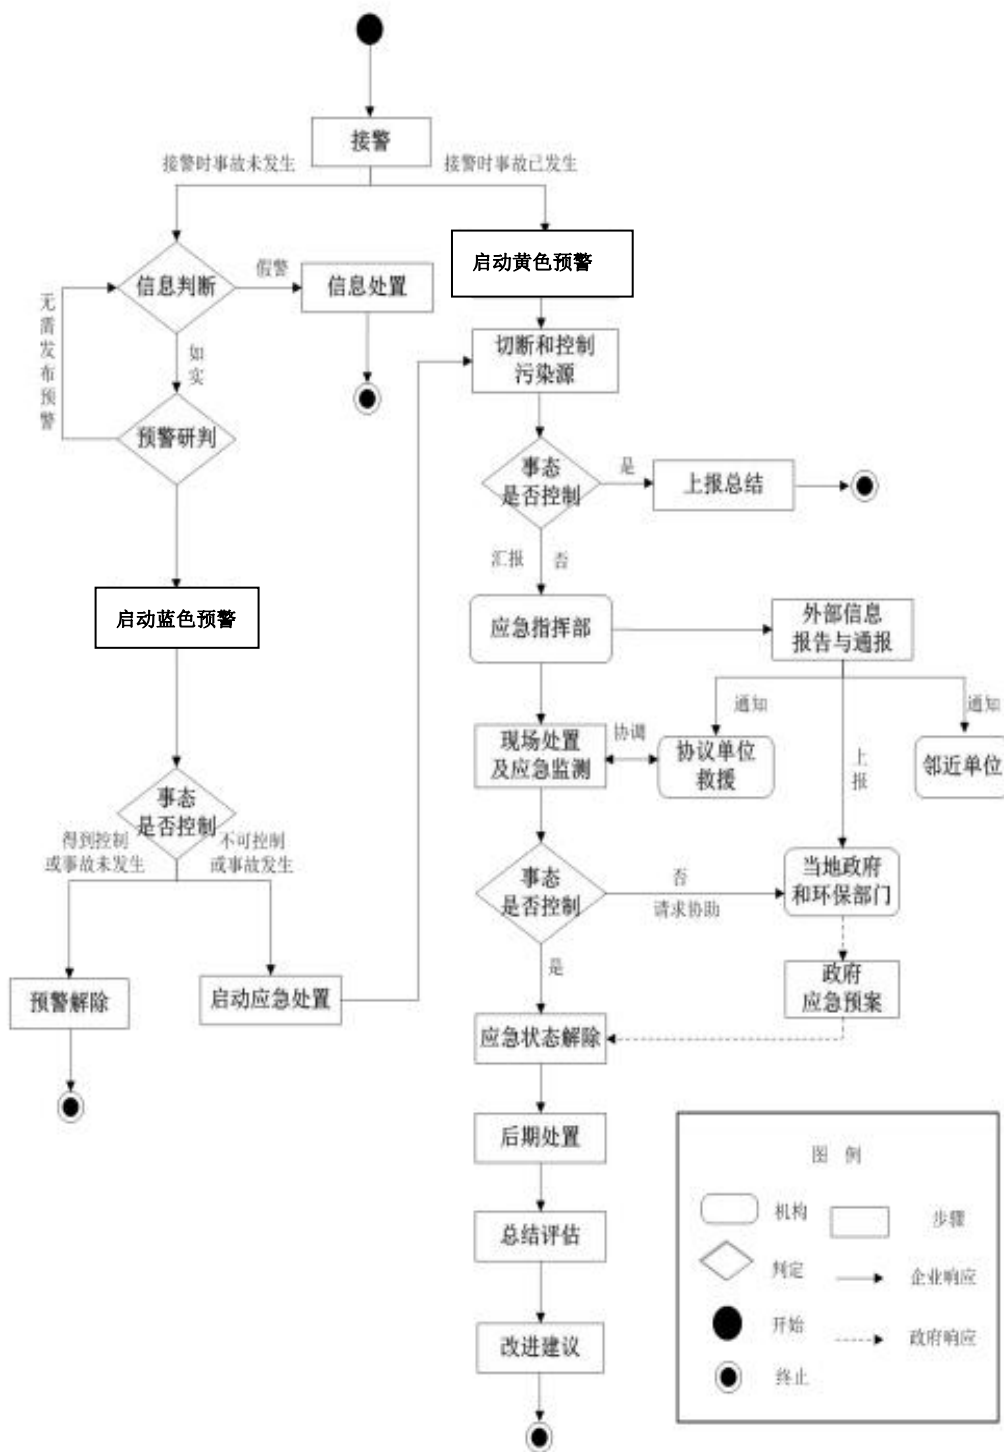 接警
接警时事故未发生
接警时事故已发生
信息判断
假警
信息处置
启动黄色预警
无需发布预警
如实
切断和控制
污染源
预警研判
事态
是否控制
是
上报总结
汇报
否
启动蓝色预警
应急指挥部
外部信息
报告与通报
通知
通知
现场处置
及应急监测
协调
协议单位
救援
上报
邻近单位
事态
是否控制
得到控制
或事故未发生
不可控制
或事故发生
事态
是否控制
否
请求协助
当地政府
和环保部门
是
预警解除
启动应急处置
政府
应急预案
应急状态解除
后期处置
总结评估
改进建议
图 例
机构
步骤
判定
企业响应
开始
政府响应
终止